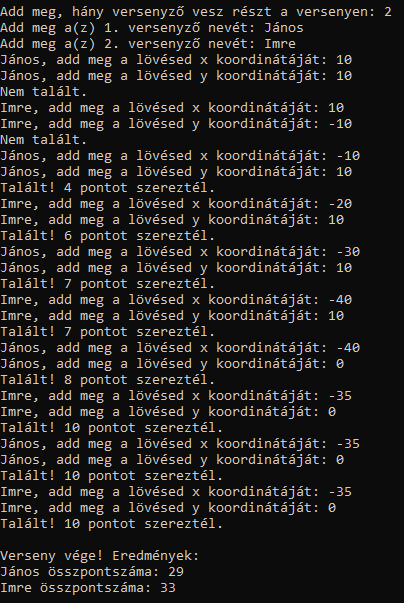 Add meg, hány versenyző vesz részt a versenyen: 2
Add meg a(z) 1. versenyző nevét: János
Add meg a(z) 2. versenyző nevét: Imre
János, add meg a lövésed x koordinátáját: 10
János, add meg a lövésed y koordinátáját: 10
Nem talált.
Imre, add meg a lövésed x koordinátáját: 10
Imre, add meg a lövésed y koordinátáját: -10
Nem talált.
János, add meg a lövésed x koordinátáját: -10
János, add meg a lövésed y koordinátáját: 10
Talált! 4 pontot szereztél.
Imre, add meg a lövésed x koordinátáját: -20
Imre, add meg a lövésed y koordinátáját: 10
Talált! 6 pontot szereztél.
János, add meg a lövésed x koordinátáját: -30
János, add meg a lövésed y koordinátáját: 10
Talált! 7 pontot szereztél.
Imre, add meg a lövésed x koordinátáját: -40
Imre, add meg a lövésed y koordinátáját: 10
Talált! 7 pontot szereztél.
János, add meg a lövésed x koordinátáját: -40
János, add meg a lövésed y koordinátáját: 0
Talált! 8 pontot szereztél.
Imre, add meg a lövésed x koordinátáját: -35
Imre, add meg a lövésed y koordinátáját: 0
Talált! 10 pontot szereztél.
János, add meg a lövésed x koordinátáját: -35
János, add meg a lövésed y koordinátáját: 0
Talált! 10 pontot szereztél.
Imre, add meg a lövésed x koordinátáját: -35
Imre, add meg a lövésed y koordinátáját: 0
Talált! 10 pontot szereztél.

Verseny vége! Eredmények:
János összpontszáma: 29
Imre összpontszáma: 33